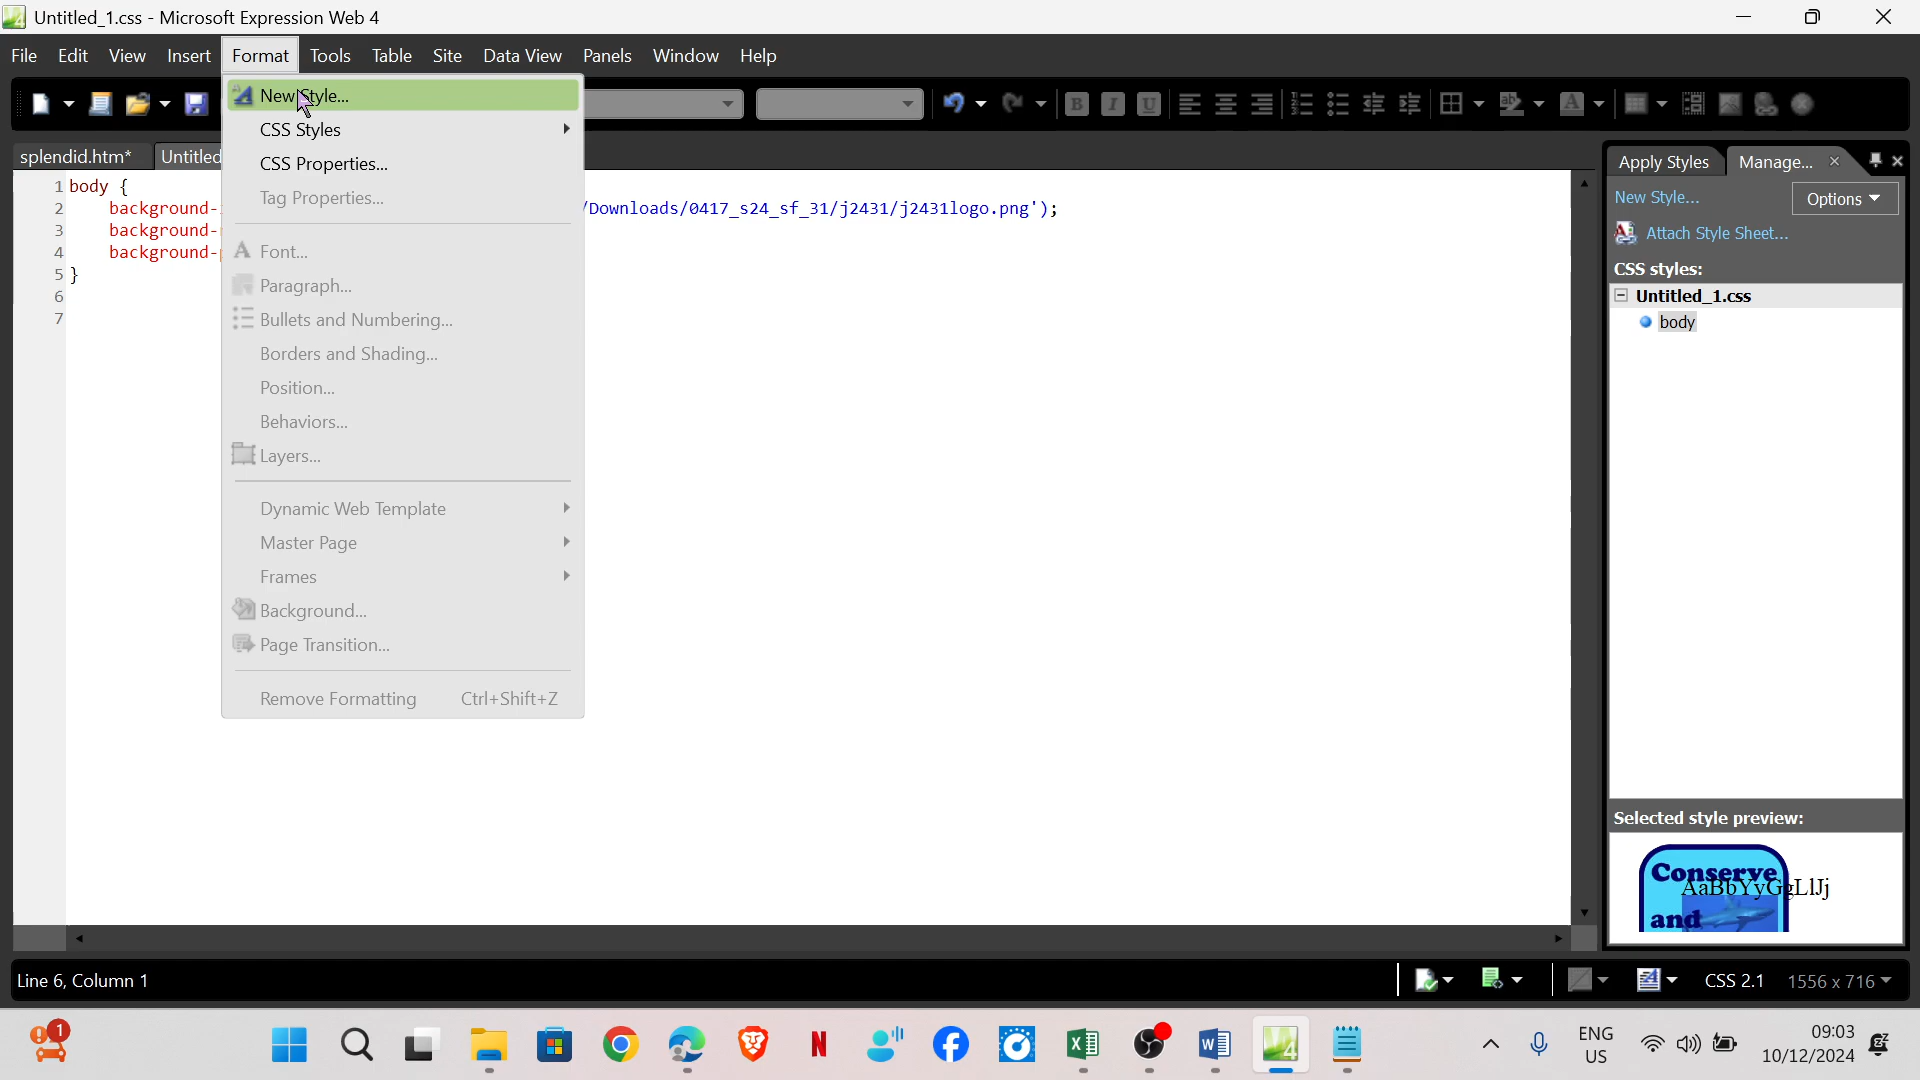 Untitled_1.css - Microsoft Expression Web 4
File Edit View Insert Format Tools Table Site Data View Panels Window Help
New Style...
CSS Styles
CSS Properties...
Tag Properties...
Font...
Paragraph...
Bullets and Numbering...
Borders and Shading...
Position...
Behaviors...
Layers...
Dynamic Web Template
Master Page
Frames
Background...
Page Transition...
Remove Formatting Ctrl+Shift+Z
splendid.htm* Untitled
1 body {
2 background- /Downloads/0417_s24_sf_31/j2431/j2431logo.png');
3 background-
4 background-
5 }
6
7
Apply Styles Manage...
New Style... Options
Attach Style Sheet...
CSS styles:
Untitled_1.css
body
Selected style preview:
Conserve
AaBbYyGgLlJj
and
Line 6, Column 1 CSS 2.1 1556 x 716
1 ENG
US
09:03
10/12/2024